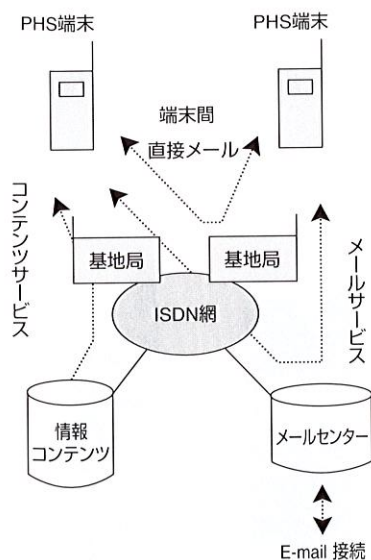 PHS端末
PHS端末
端末間
直接メール
コンテンツサービス
メールサービス
基地局
基地局
ISDN網
情報
コンテンツ
メールセンター
E-mail 接続